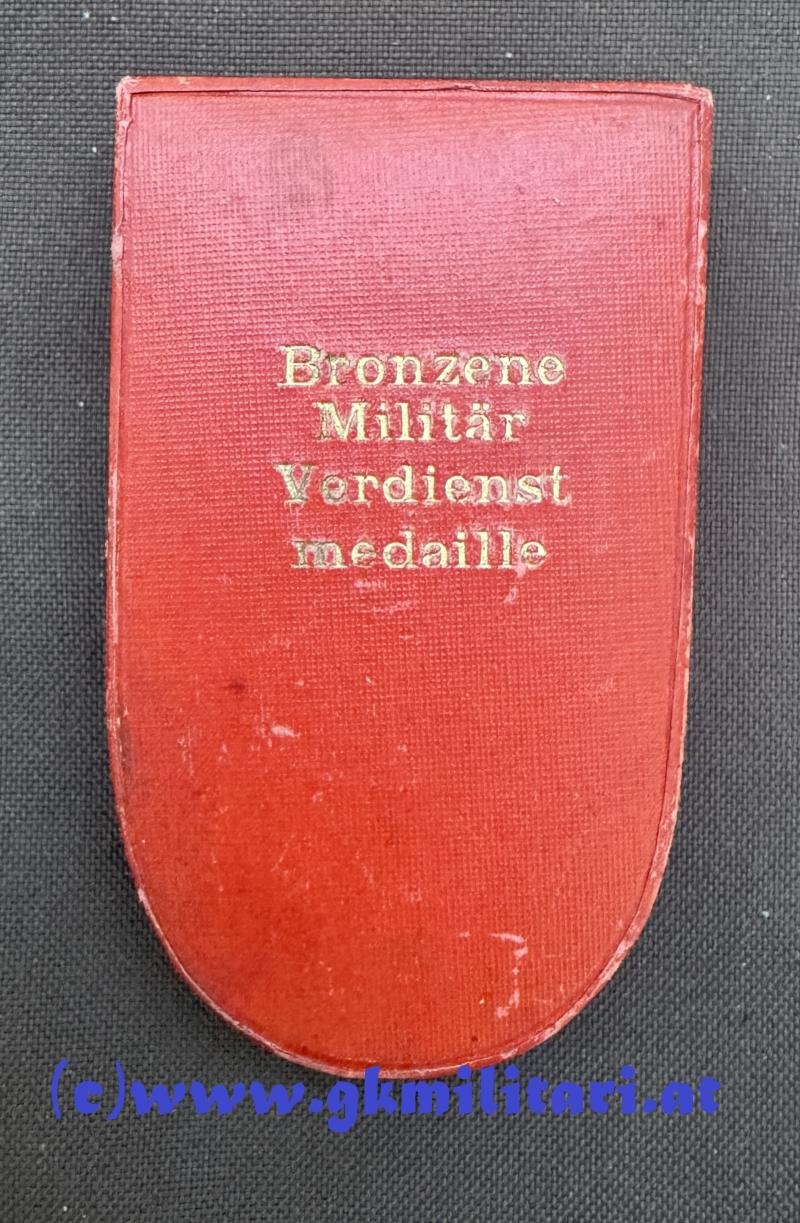 Bronzene
Militär
Verdienst
medaille
(c)www.gkmilitari.at